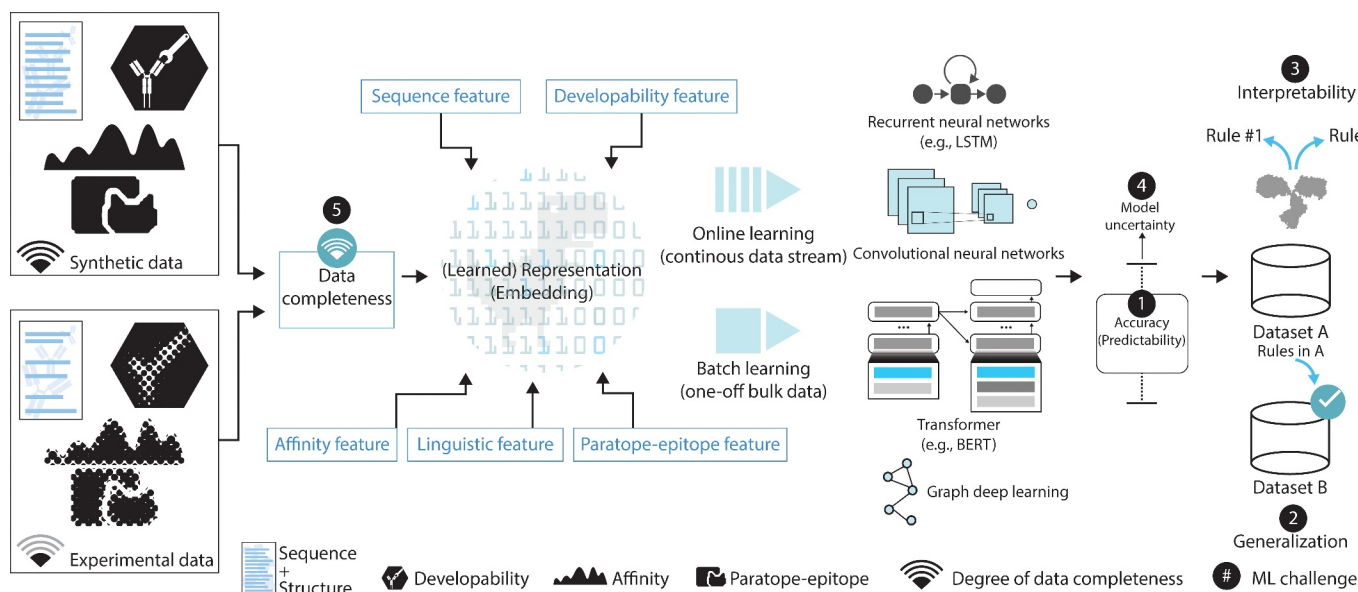 Synthetic data
Experimental data
5
Data
completeness
Sequence feature
Developability feature
(Learned) Representation
(Embedding)
Affinity feature
Linguistic feature
Paratope-epitope feature
Online learning
(continous data stream)
Batch learning
(one-off bulk data)
Recurrent neural networks
(e.g., LSTM)
Convolutional neural networks
...
...
Transformer
(e.g., BERT)
Graph deep learning
4
Model
uncertainty
1
Accuracy
(Predictability)
3
Interpretability
Rule #1
Rule
Dataset A
Rules in A
Dataset B
2
Generalization
Sequence
+
Structure
Developability
Affinity
Paratope-epitope
Degree of data completeness
# ML challenge